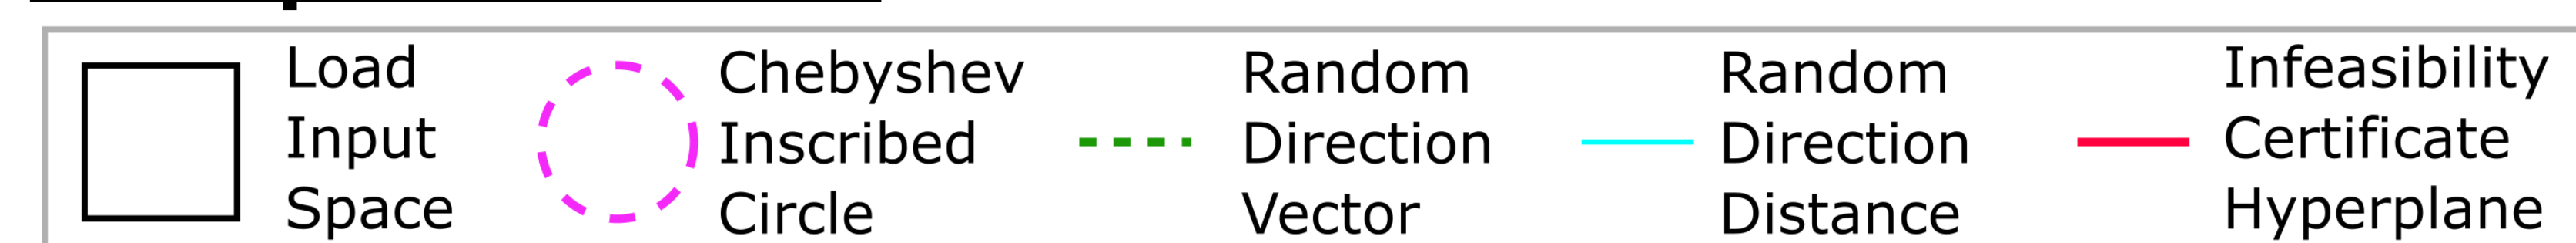 Load
Input
Space
Chebyshev
Inscribed
Circle
Random
Direction
Vector
Random
Direction
Distance
Infeasibility
Certificate
Hyperplane